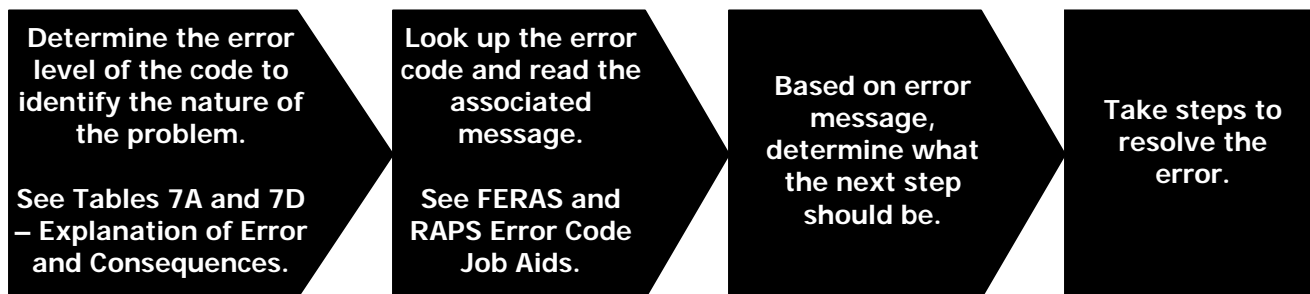 Determine the error
level of the code to
identify the nature of
the problem.
See Tables 7A and 7D
– Explanation of Error
and Consequences.
Look up the error
code and read the
associated
message.
See FERAS and
RAPS Error Code
Job Aids.
Based on error
message,
determine what
the next step
should be.
Take steps to
resolve the
error.